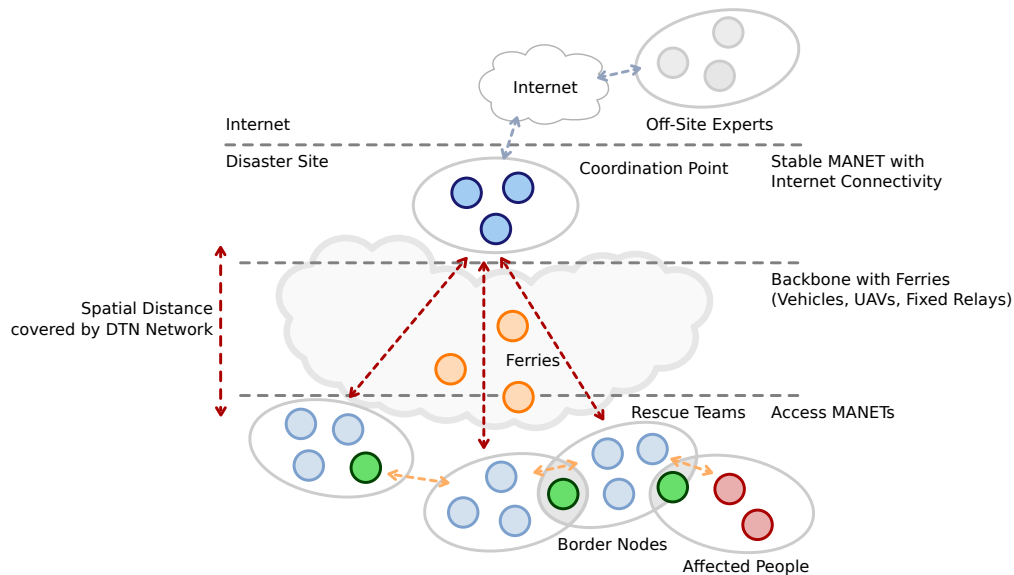 Internet
Off-Site Experts
Internet
Disaster Site
Coordination Point
Stable MANET with
Internet Connectivity
Backbone with Ferries
(Vehicles, UAVs, Fixed Relays)
Spatial Distance
covered by DTN Network
Ferries
Rescue Teams
Access MANETs
Border Nodes
Affected People